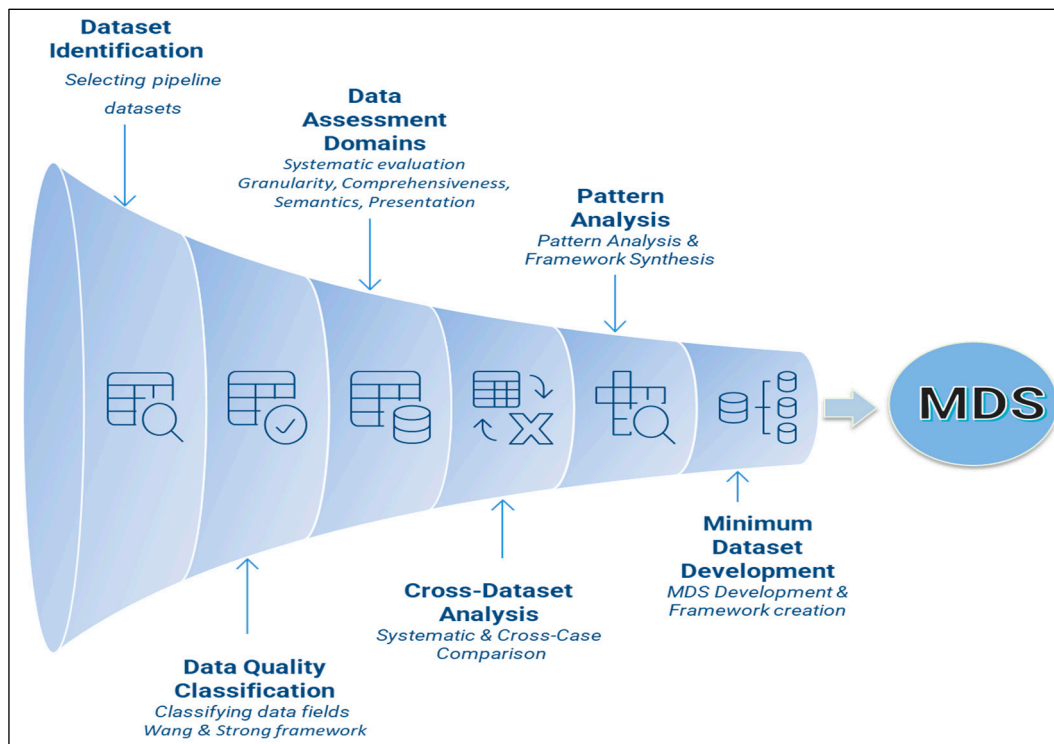 Dataset
Identification
Selecting pipeline
datasets
Data
Assessment
Domains
Systematic evaluation
Granularity, Comprehensiveness,
Semantics, Presentation
Pattern
Analysis
Pattern Analysis &
Framework Synthesis
MDS
Data Quality
Classification
Classifying data fields
Wang & Strong framework
Cross-Dataset
Analysis
Systematic & Cross-Case
Comparison
Minimum
Dataset
Development
MDS Development &
Framework creation